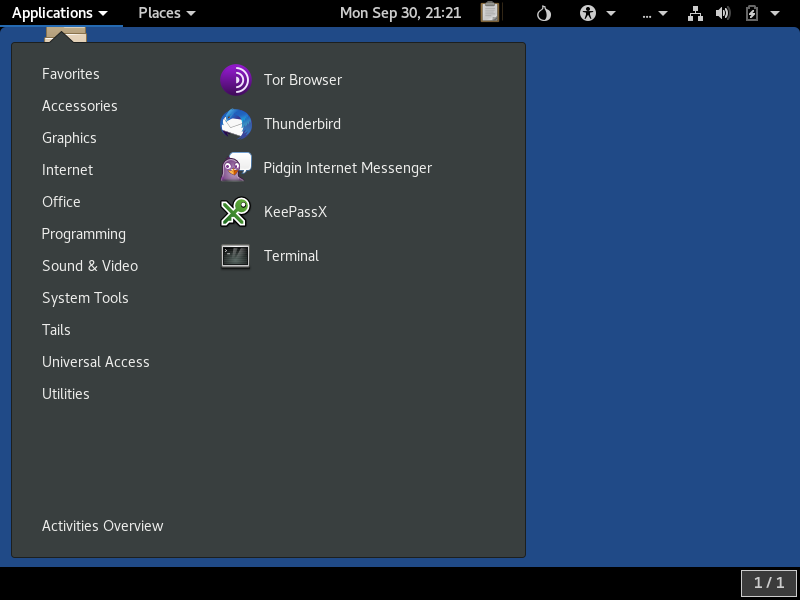 Applications Places Mon Sep 30, 21:21 ...
Favorites
Accessories
Graphics
Internet
Office
Programming
Sound & Video
System Tools
Tails
Universal Access
Utilities
Activities Overview
Tor Browser
Thunderbird
Pidgin Internet Messenger
KeePassX
Terminal
1 / 1